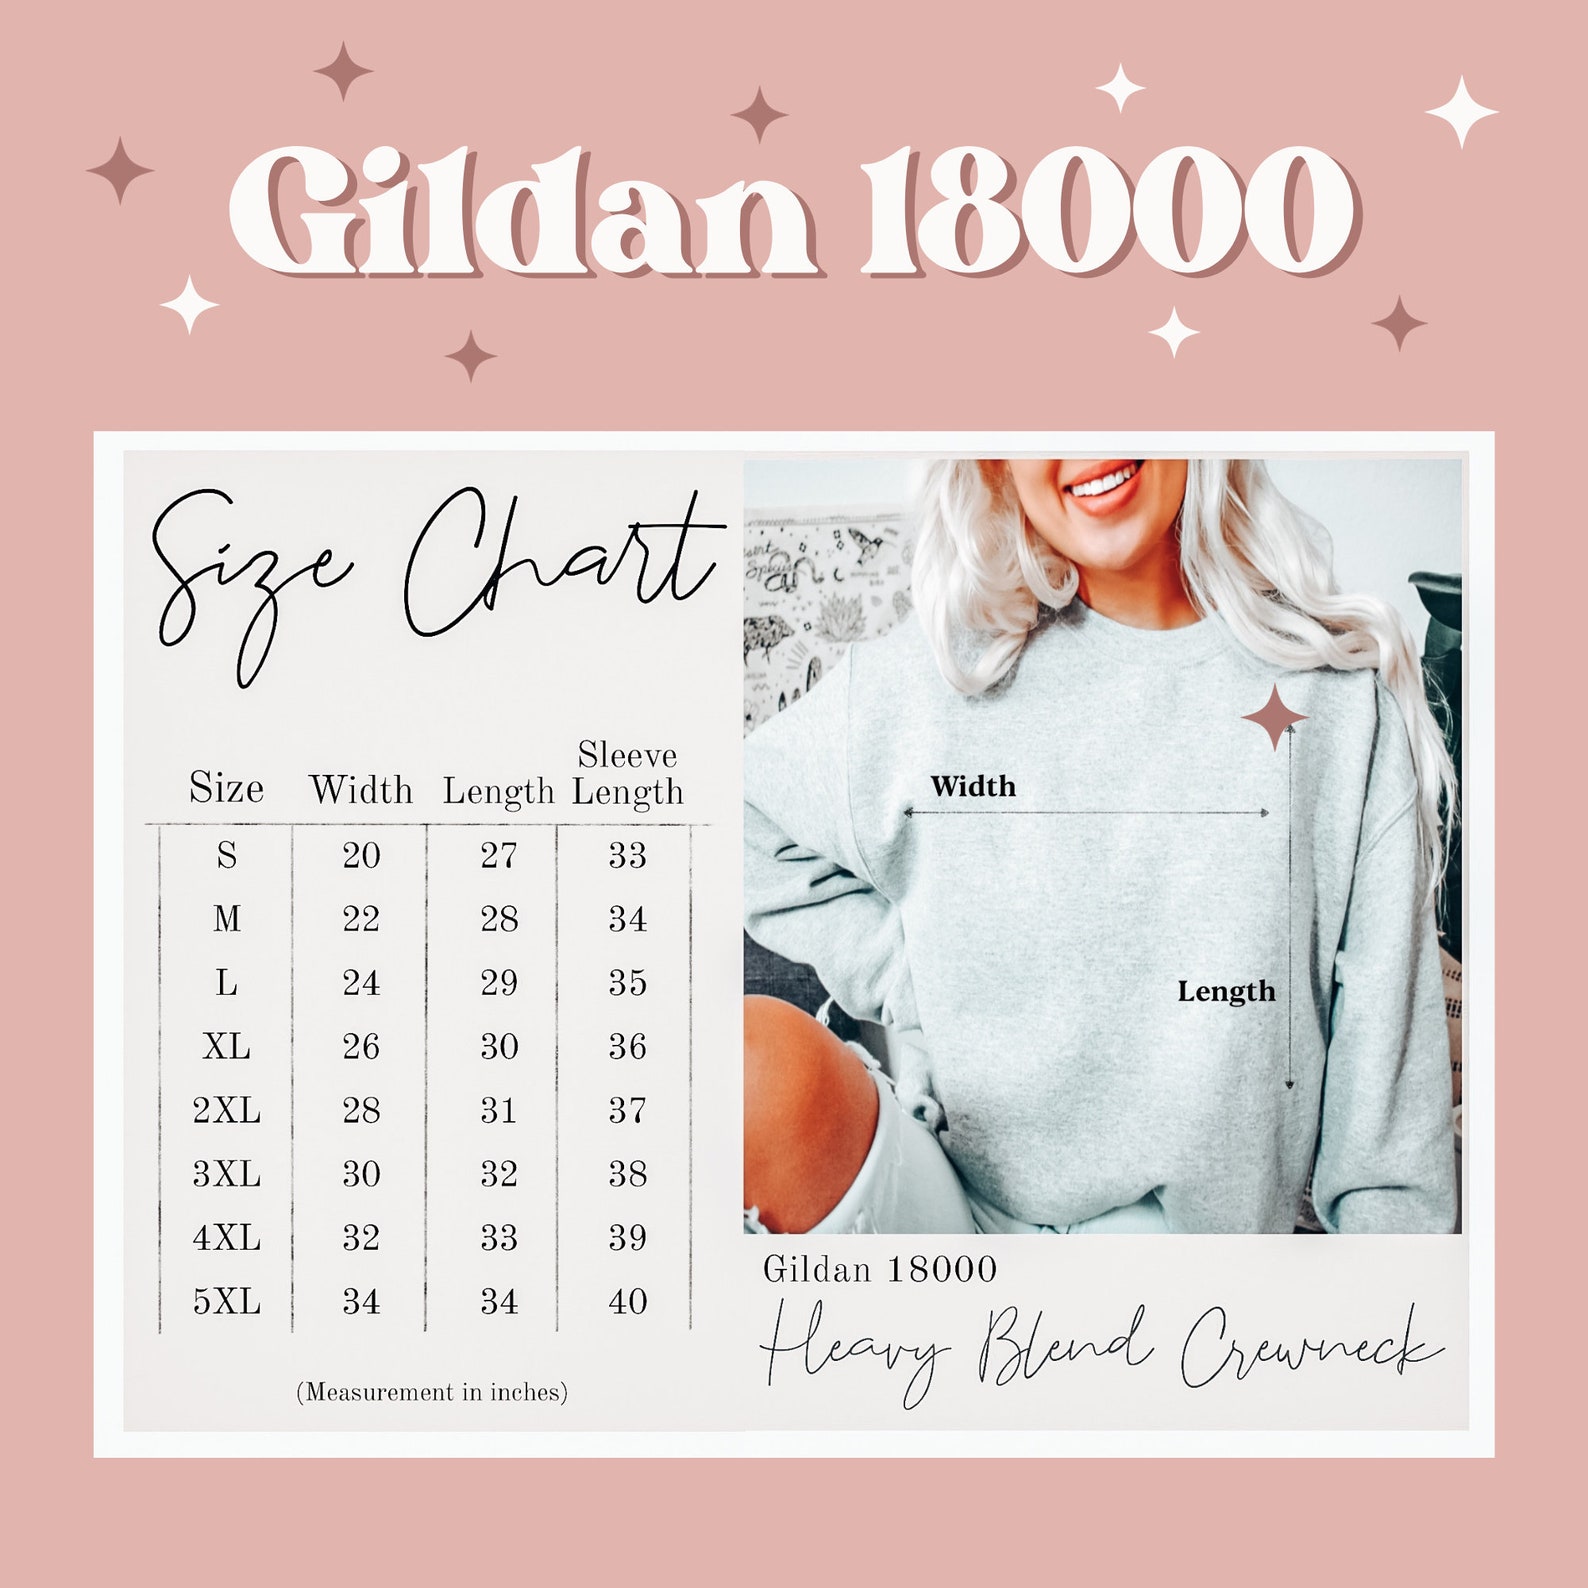 Gildan 18000
Size Chart
Size Width Length Sleeve Length
S 20 27 33
M 22 28 34
L 24 29 35
XL 26 30 36
2XL 28 31 37
3XL 30 32 38
4XL 32 33 39
5XL 34 34 40
(Measurement in inches)
Width
Length
Gildan 18000
Heavy Blend Crewneck